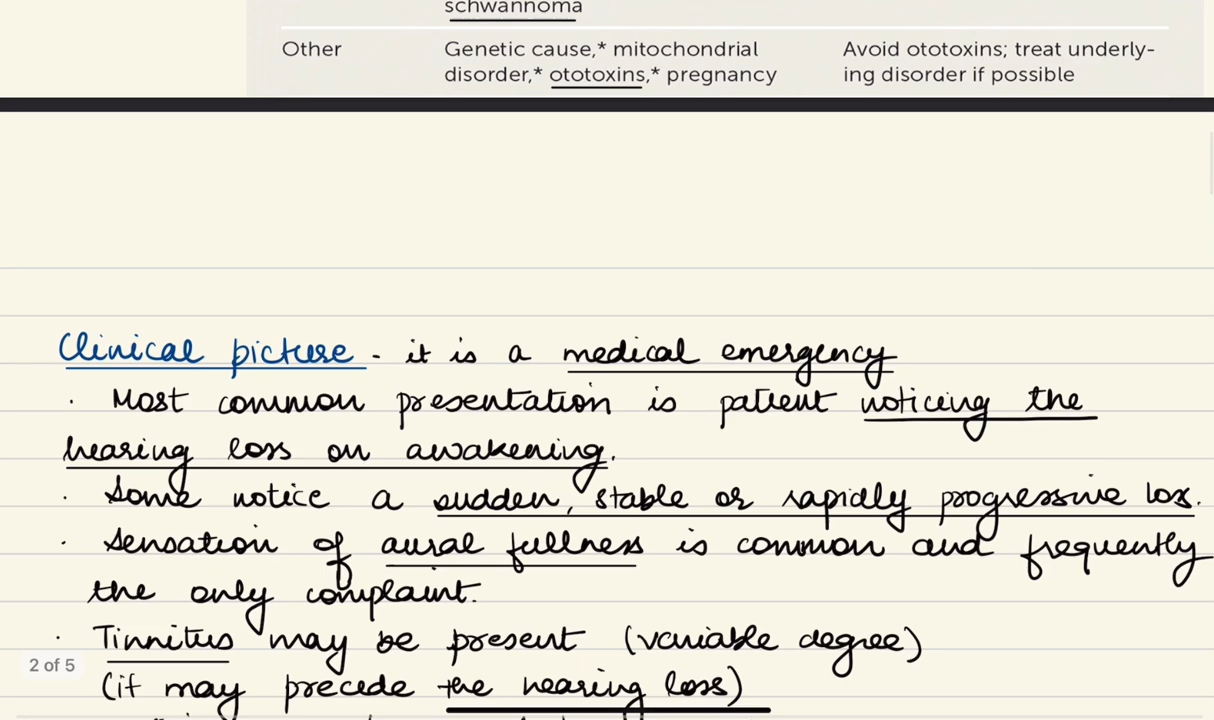 schwannoma
Other Genetic cause,* mitochondrial Avoid ototoxins; treat underly-
disorder,* ototoxins,* pregnancy ing disorder if possible
Clinical picture - it is a medical emergency
· Most common presentation is patient noticing the
hearing loss on awakening.
· Some notice a sudden, stable or rapidly progressive loss.
· Sensation of aural fullness is common and frequently
the only complaint.
· Tinnitus may be present (variable degree)
2 of 5
(it may precede the hearing loss)